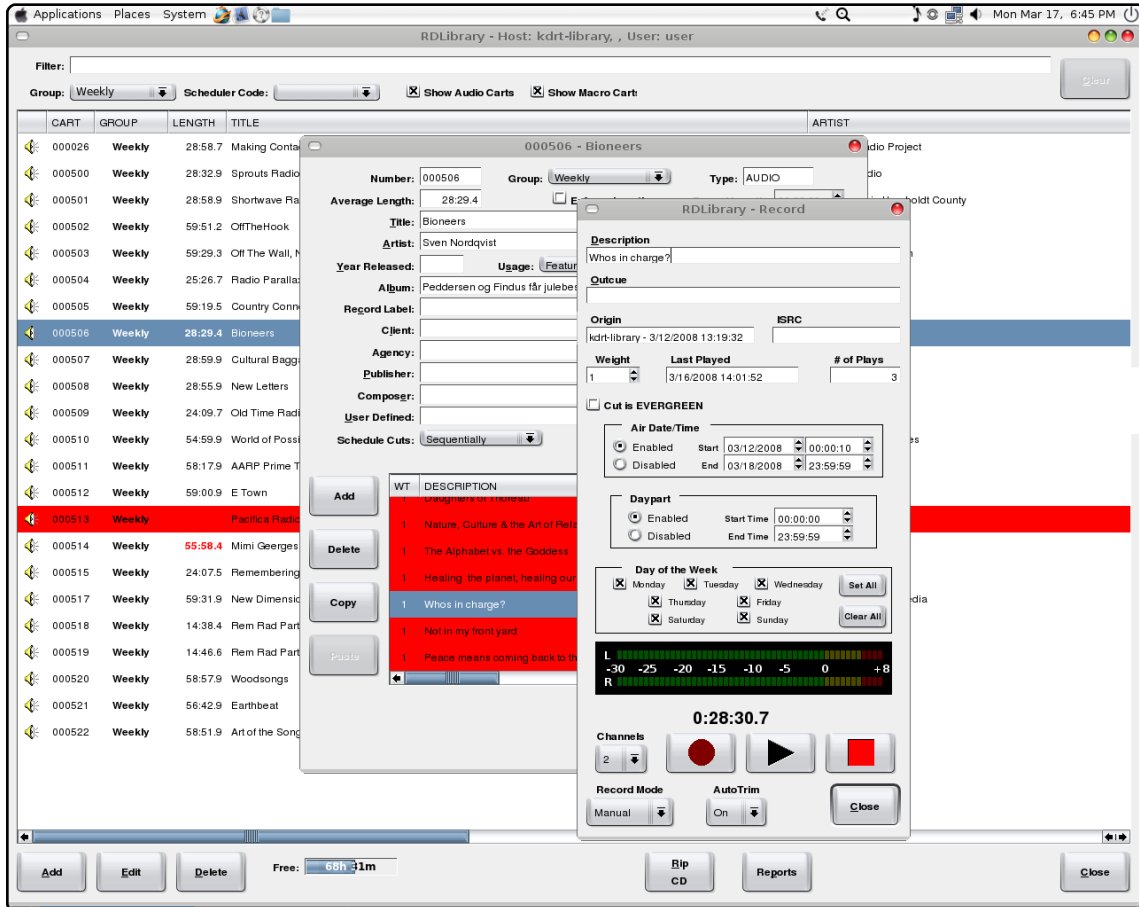 Applications Places System Mon Mar 17, 6:45 PM
RDLibrary - Host: kdrt-library, , User: user
Filter:
Clear
Group: Weekly Scheduler Code: Show Audio Carts Show Macro Carts
CART GROUP LENGTH TITLE ARTIST
000026 Weekly 28:58.7 Making Conta dio Project
000500 Weekly 28:32.9 Sprouts Radio dio
000501 Weekly 28:58.9 Shortwave Ra boldt County
000502 Weekly 59:51.2 OffTheHook
000503 Weekly 59:29.3 Off The Wall,
000504 Weekly 25:26.7 Radio Paralla
000505 Weekly 59:19.5 Country Conn
000506 Weekly 28:29.4 Bioneers
000507 Weekly 28:59.9 Cultural Bagg
000508 Weekly 28:55.9 New Letters
000509 Weekly 24:09.7 Old Time Radi
000510 Weekly 54:59.9 World of Possi es
000511 Weekly 58:17.9 AARP Prime T
000512 Weekly 59:00.9 E Town
000513 Weekly Pacifica Radio
000514 Weekly 55:58.4 Mimi Geerges
000515 Weekly 24:07.5 Remembering
000517 Weekly 59:31.9 New Dimensio edia
000518 Weekly 14:38.4 Rem Rad Part
000519 Weekly 14:46.6 Rem Rad Part
000520 Weekly 58:57.9 Woodsongs
000521 Weekly 56:42.9 Earthbeat
000522 Weekly 58:51.9 Art of the Song
000506 - Bioneers
Number: 000506 Group: Weekly Type: AUDIO
Average Length: 28:29.4
Title: Bioneers
Artist: Sven Nordqvist
Year Released: Usage: Featur
Album: Peddersen og Findus får julebes
Record Label:
Client:
Agency:
Publisher:
Composer:
User Defined:
Schedule Cuts: Sequentially
Add
Delete
Copy
Paste
WT DESCRIPTION
1 Daughters of Thoreau
1 Nature, Culture & the Art of Rels
1 The Alphabet vs. the Goddess
1 Healing the planet, healing our
1 Whos in charge?
1 Not in my front yard
1 Peace means coming back to th
RDLibrary - Record
Description
Whos in charge?
Outcue
Origin ISRC
kdrt-library - 3/12/2008 13:19:32
Weight Last Played # of Plays
1 3/16/2008 14:01:52 3
Cut is EVERGREEN
Air Date/Time
Enabled Start 03/12/2008 00:00:10
Disabled End 03/18/2008 23:59:59
Daypart
Enabled Start Time 00:00:00
Disabled End Time 23:59:59
Day of the Week
Monday Tuesday Wednesday Set All
Thursday Friday
Saturday Sunday Clear All
L
-30 -25 -20 -15 -10 -5 0 +8
R
0:28:30.7
Channels
2
Record Mode AutoTrim
Manual On Close
Add Edit Delete Free: 68h 31m Rip CD Reports Close